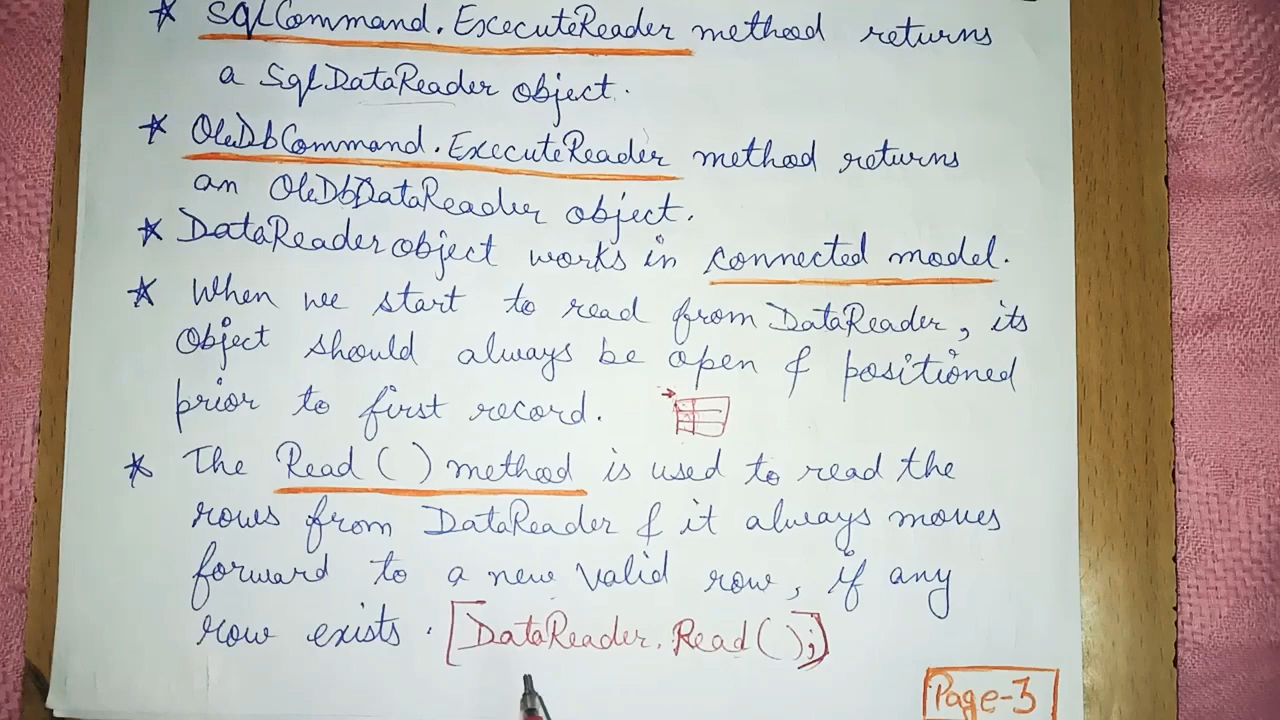 * SqlCommand.ExecuteReader method returns
a SqlDataReader object.
* OleDbCommand.ExecuteReader method returns
an OleDbDataReader object.
* DataReader object works in connected model.
* When we start to read from DataReader, its
object should always be open & positioned
prior to first record.
* The Read() method is used to read the
rows from DataReader & it always moves
forward to a new valid row, if any
row exists. [DataReader.Read();]
Page-3